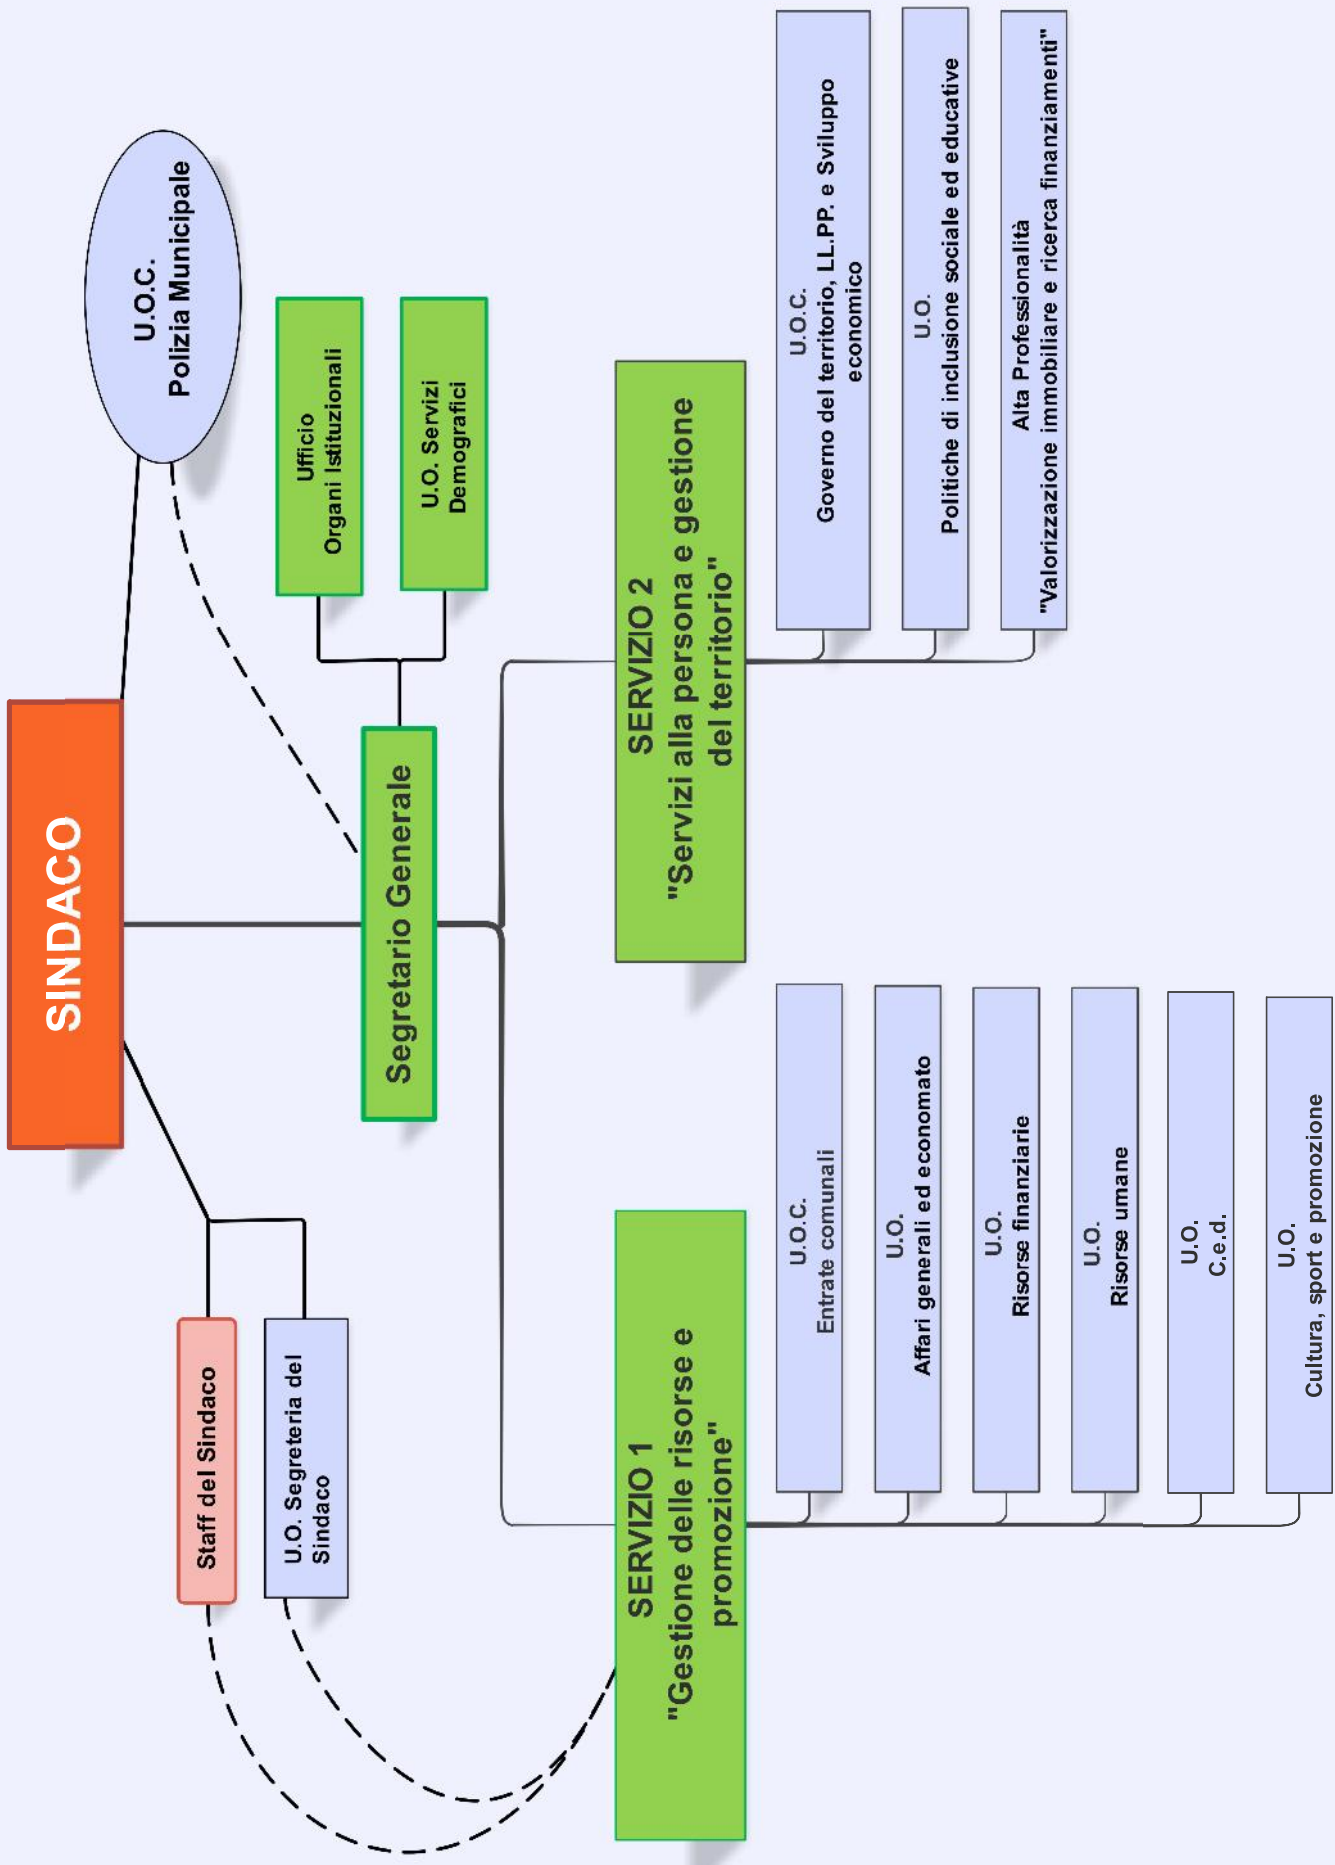 SINDACO
U.O.C.
Polizia Municipale
Staff del Sindaco
U.O. Segreteria del
Sindaco
Ufficio
Organi Istituzionali
U.O. Servizi
Demografici
Segretario Generale
SERVIZIO 1
"Gestione delle risorse e
promozione"
SERVIZIO 2
"Servizi alla persona e gestione
del territorio"
U.O.C.
Entrate comunali
U.O.
Affari generali ed economato
U.O.
Risorse finanziarie
U.O.
Risorse umane
U.O.
C.e.d.
U.O.
Cultura, sport e promozione
U.O.C.
Governo del territorio, LL.PP. e Sviluppo
economico
U.O.
Politiche di inclusione sociale ed educative
Alta Professionalità
"Valorizzazione immobiliare e ricerca finanziamenti"